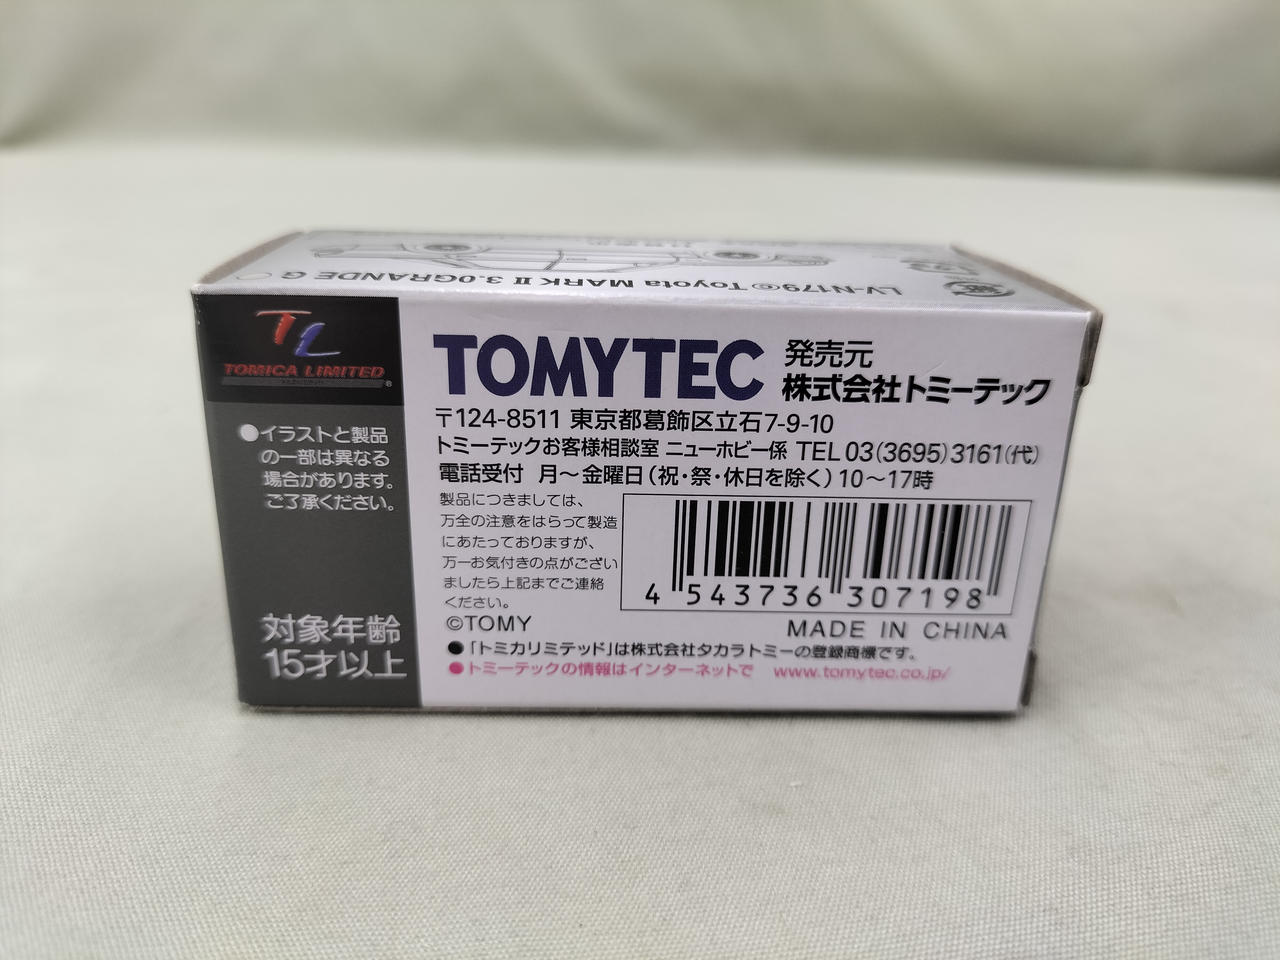 LV-N179 c Toyota MARK II 3.0GRANDE G
TL
TOMICA LIMITED
®
●イラストと製品
の一部は異なる
場合があります。
ご了承ください。
対象年齢
15才以上
TOMYTEC 発売元
株式会社トミーテック
〒124-8511 東京都葛飾区立石7-9-10
トミーテックお客様相談室 ニューホビー係 TEL 03(3695)3161(代)
電話受付 月～金曜日(祝・祭・休日を除く)10～17時
製品につきましては、
万全の注意をはらって製造
にあたっておりますが、
万一お気付きの点がござい
ましたら上記までご連絡
ください。
4 543736 307198
©TOMY
MADE IN CHINA
●「トミカリミテッド」は株式会社タカラトミーの登録商標です。
●トミーテックの情報はインターネットで www.tomytec.co.jp/